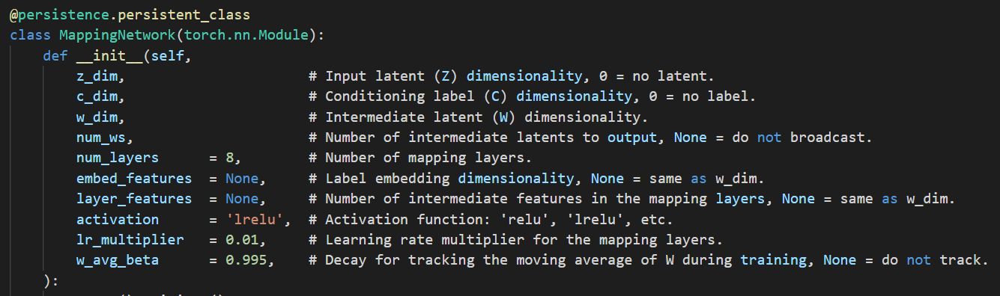 @persistence.persistent_class
class MappingNetwork(torch.nn.Module):
    def __init__(self,
        z_dim,                      # Input latent (Z) dimensionality, 0 = no latent.
        c_dim,                      # Conditioning label (C) dimensionality, 0 = no label.
        w_dim,                      # Intermediate latent (W) dimensionality.
        num_ws,                     # Number of intermediate latents to output, None = do not broadcast.
        num_layers      = 8,        # Number of mapping layers.
        embed_features  = None,     # Label embedding dimensionality, None = same as w_dim.
        layer_features  = None,     # Number of intermediate features in the mapping layers, None = same as w_dim.
        activation      = 'lrelu',  # Activation function: 'relu', 'lrelu', etc.
        lr_multiplier   = 0.01,     # Learning rate multiplier for the mapping layers.
        w_avg_beta      = 0.995,    # Decay for tracking the moving average of W during training, None = do not track.
    ):